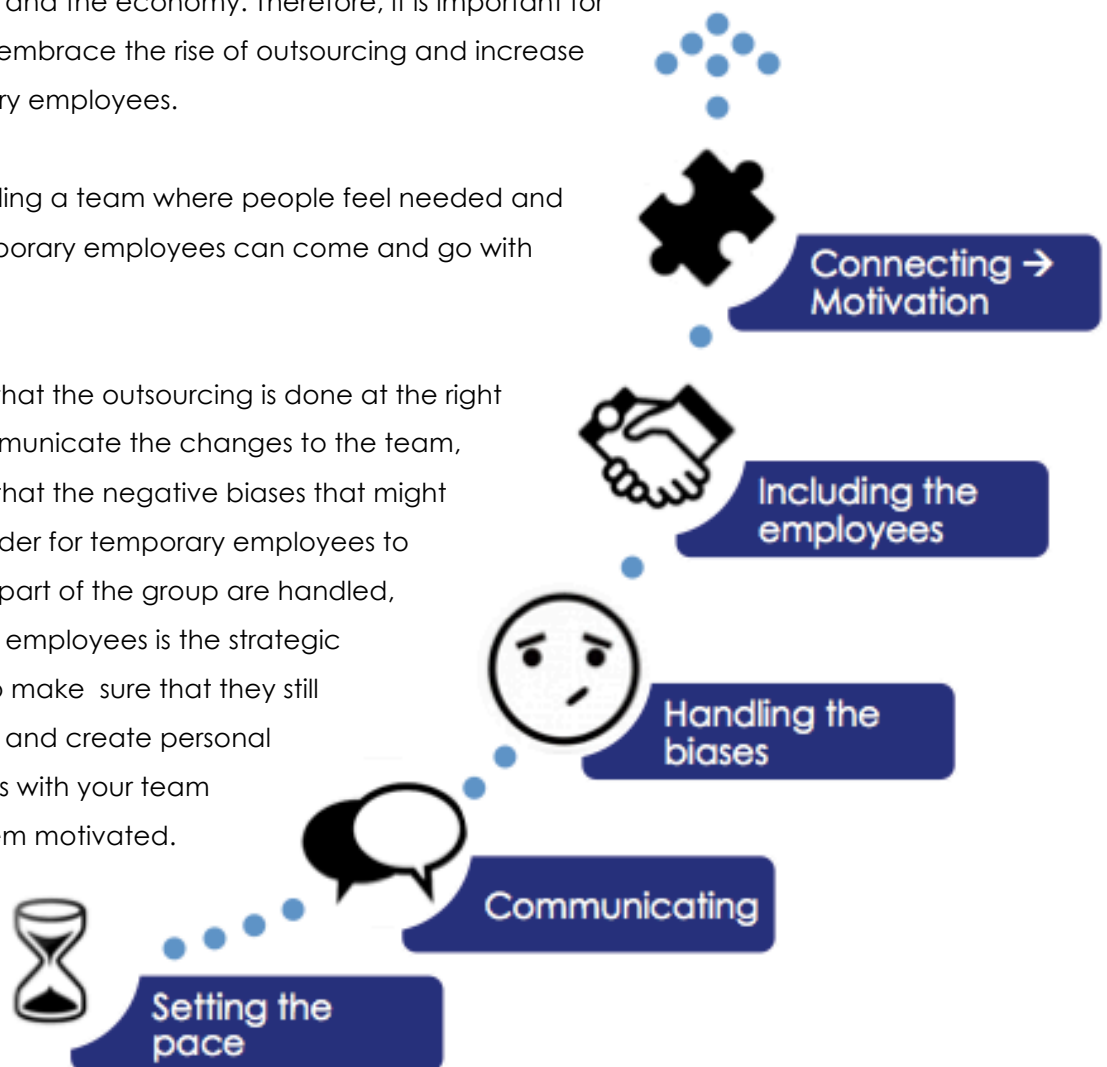 and the economy. Therefore, it is important for
embrace the rise of outsourcing and increase
ry employees.
ling a team where people feel needed and
porary employees can come and go with
hat the outsourcing is done at the right
municate the changes to the team,
hat the negative biases that might
der for temporary employees to
part of the group are handled,
employees is the strategic
o make sure that they still
and create personal
s with your team
em motivated.
Connecting →
Motivation
Including the
employees
Handling the
biases
Communicating
Setting the
pace